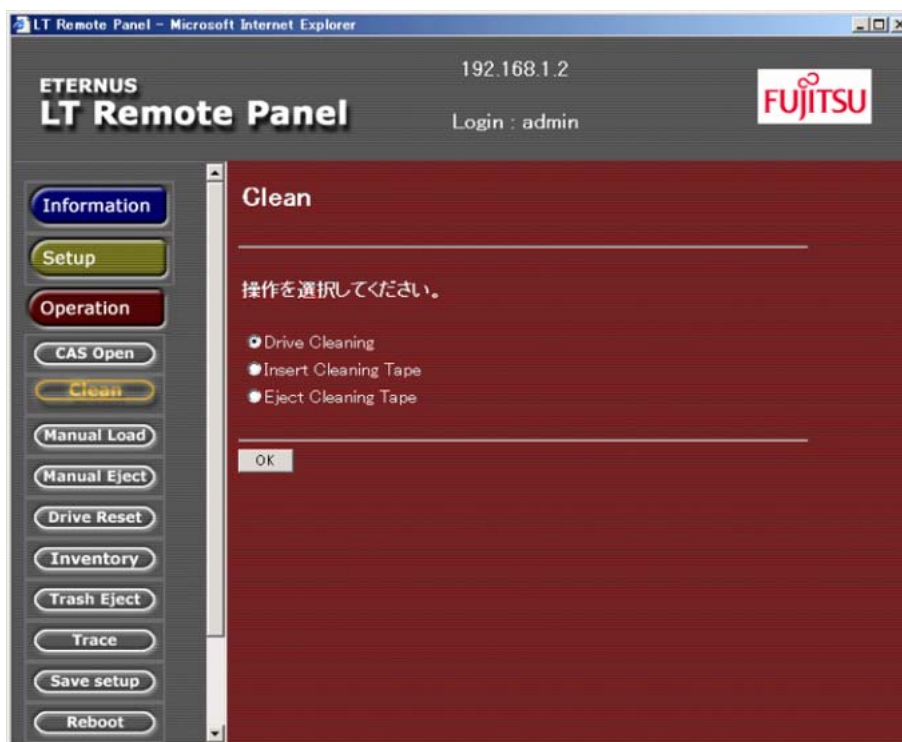 LT Remote Panel - Microsoft Internet Explorer
192.168.1.2
ETERNUS
LT Remote Panel
Login : admin
FUJITSU
Information
Setup
Operation
CAS Open
Clean
Manual Load
Manual Eject
Drive Reset
Inventory
Trash Eject
Trace
Save setup
Reboot
Clean
操作を選択してください。
Drive Cleaning
Insert Cleaning Tape
Eject Cleaning Tape
OK